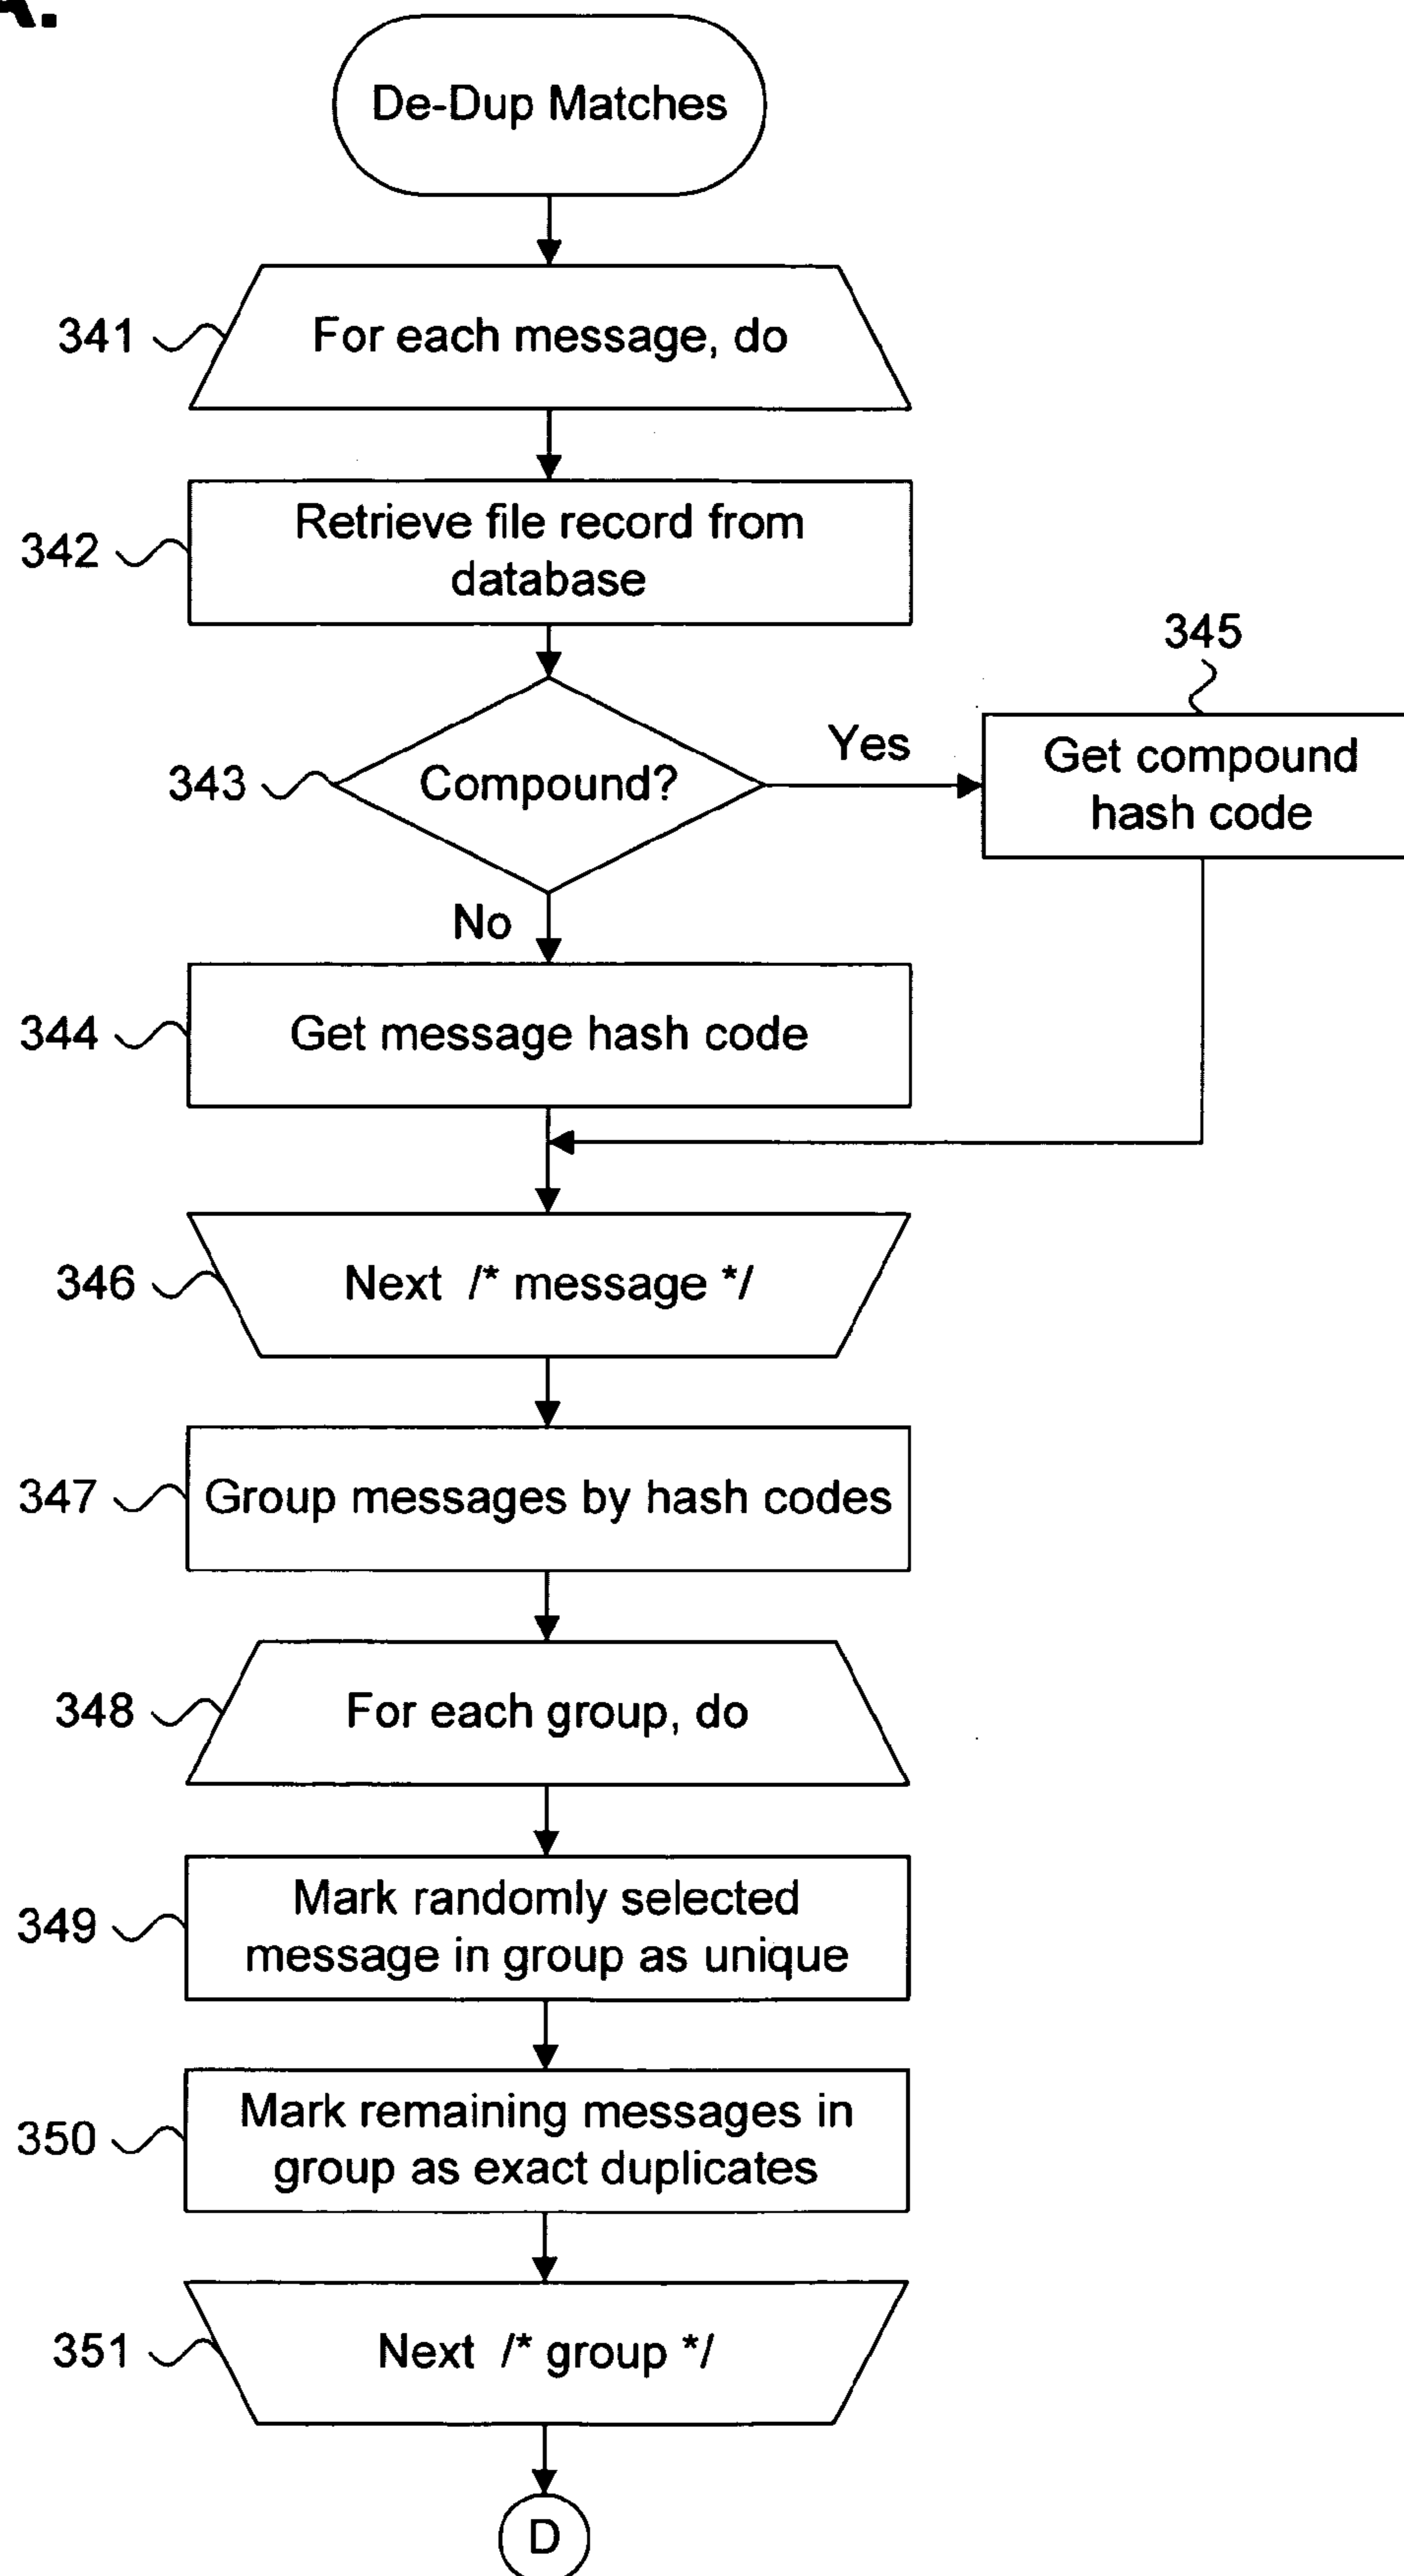 A.
De-Dup Matches
341
For each message, do
342
Retrieve file record from
database
345
343
Compound?
Yes
Get compound
hash code
No
344
Get message hash code
346
Next /* message */
347
Group messages by hash codes
348
For each group, do
349
Mark randomly selected
message in group as unique
350
Mark remaining messages in
group as exact duplicates
351
Next /* group */
D